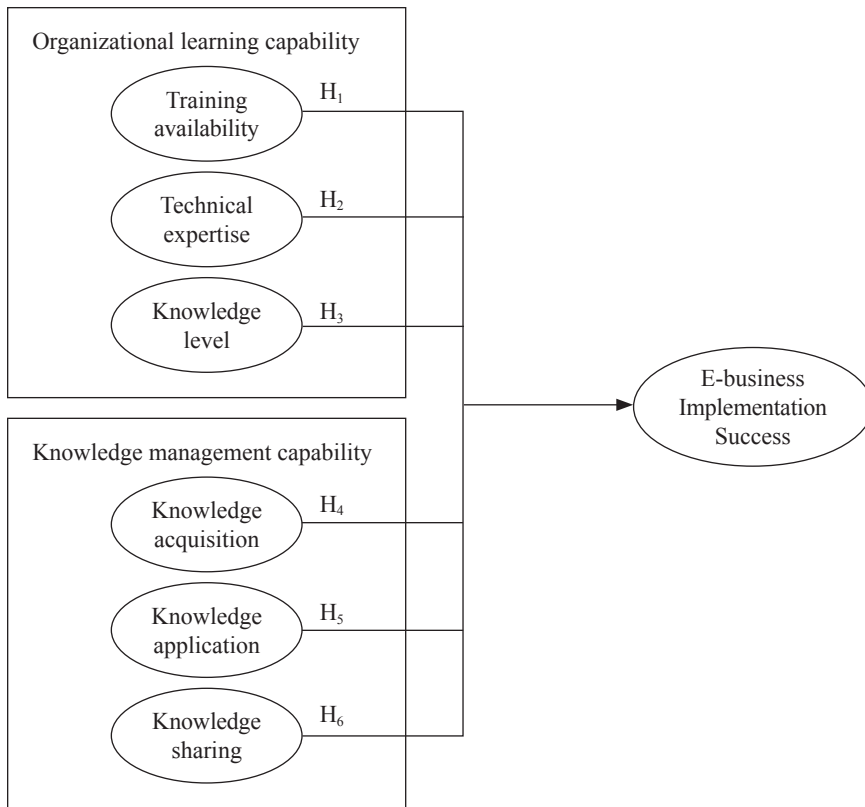 Organizational learning capability
Training
availability
H₁
Technical
expertise
H₂
Knowledge
level
H₃
E-business
Implementation
Success
Knowledge management capability
Knowledge
acquisition
H₄
Knowledge
application
H₅
Knowledge
sharing
H₆